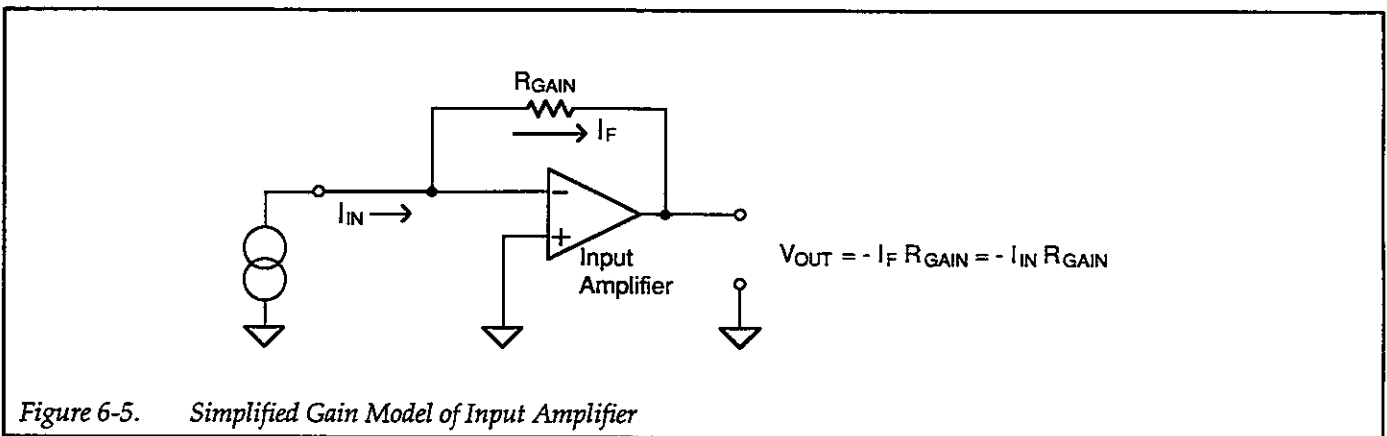 RGAIN
IF
IIN
−
+
Input
Amplifier
VOUT = - IF RGAIN = - IIN RGAIN
Figure 6-5. Simplified Gain Model of Input Amplifier